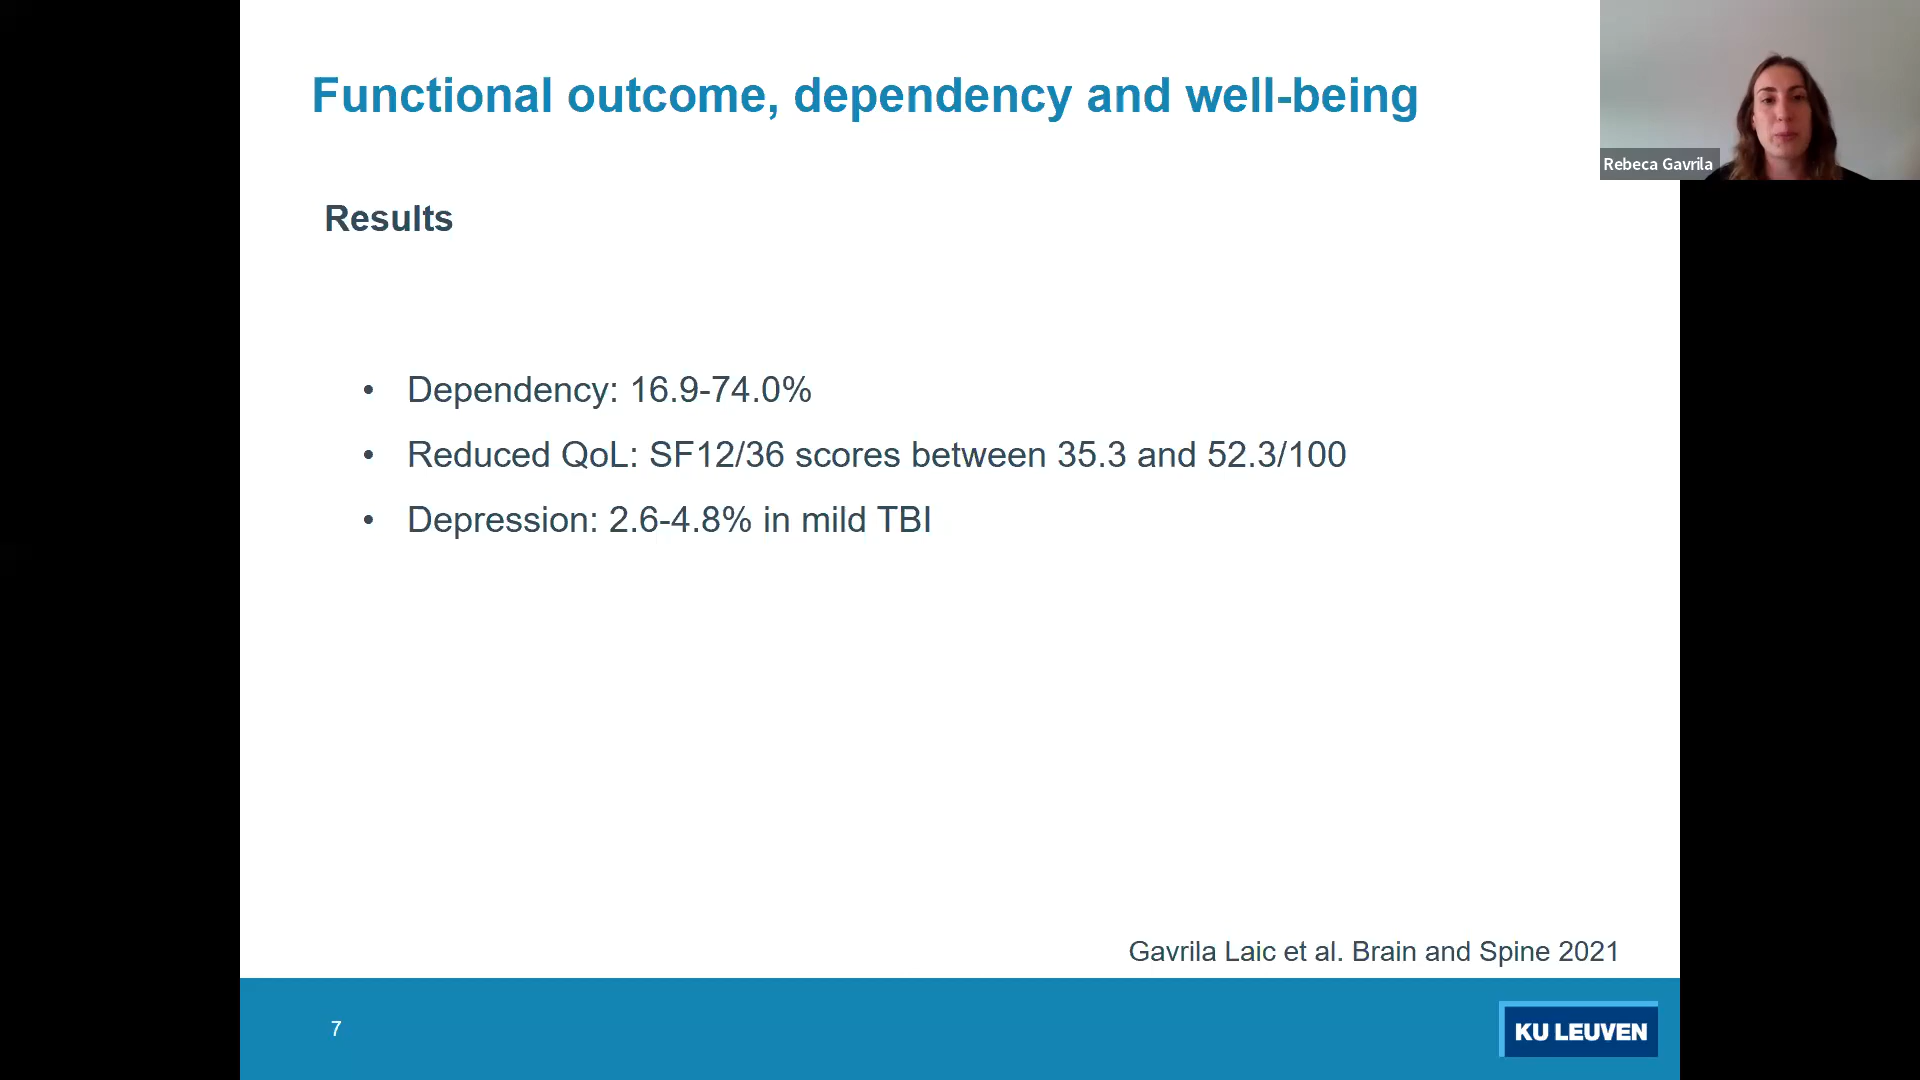 Functional outcome, dependency and well-being
Rebeca Gavrila
Results
• Dependency: 16.9-74.0%
• Reduced QoL: SF12/36 scores between 35.3 and 52.3/100
• Depression: 2.6-4.8% in mild TBI
Gavrila Laic et al. Brain and Spine 2021
7
KU LEUVEN